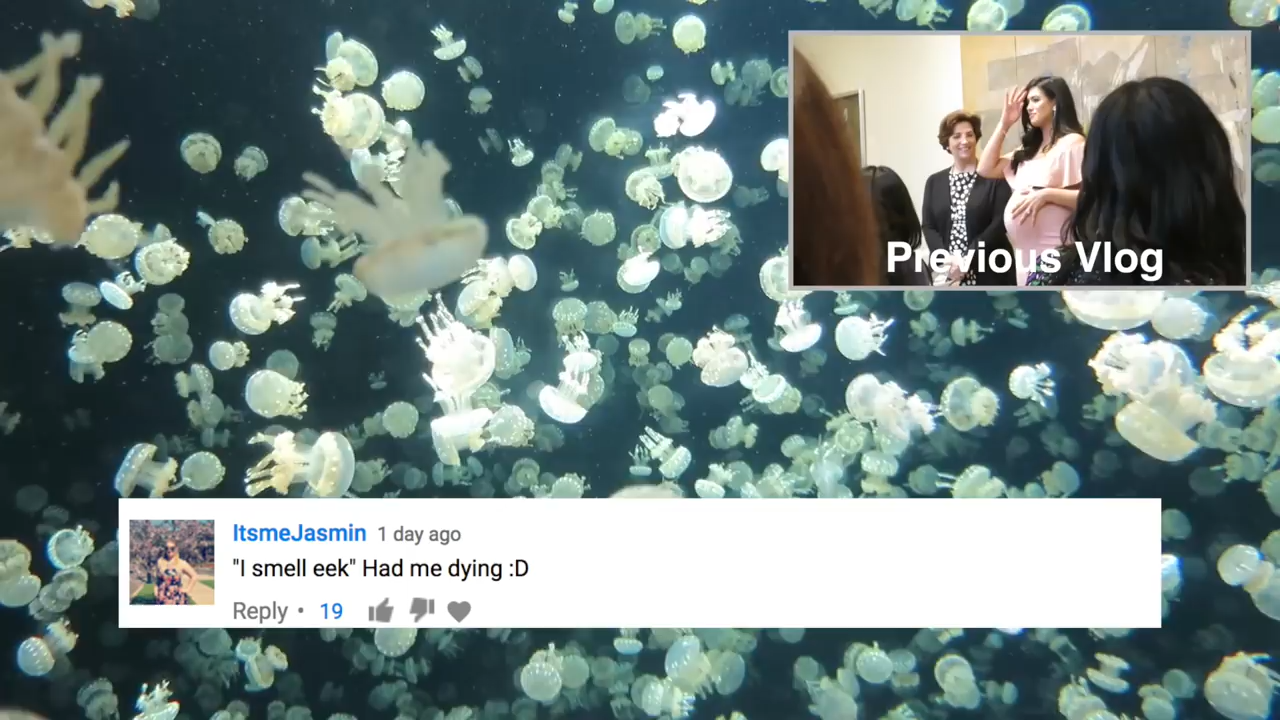 Previous Vlog
ItsmeJasmin 1 day ago
"I smell eek" Had me dying :D
Reply • 19